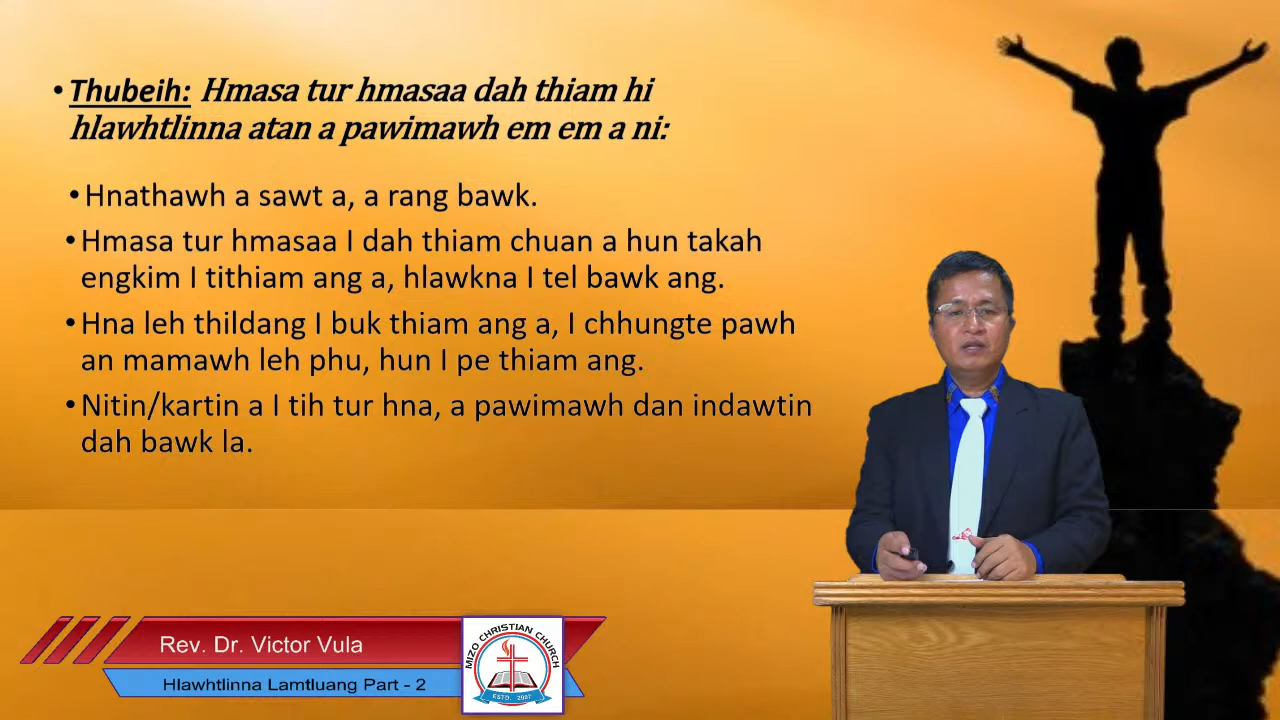 • Thubeih: Hmasa tur hmasaa dah thiam hi
hlawhtlinna atan a pawimawh em em a ni:
• Hnathawh a sawt a, a rang bawk.
• Hmasa tur hmasaa I dah thiam chuan a hun takah
engkim I tithiam ang a, hlawkna I tel bawk ang.
• Hna leh thildang I buk thiam ang a, I chhungte pawh
an mamawh leh phu, hun I pe thiam ang.
• Nitin/kartin a I tih tur hna, a pawimawh dan indawtin
dah bawk la.
Rev. Dr. Victor Vula
Hlawhtlinna Lamtluang Part - 2
MIZO CHRISTIAN CHURCH
ESTD. 2007